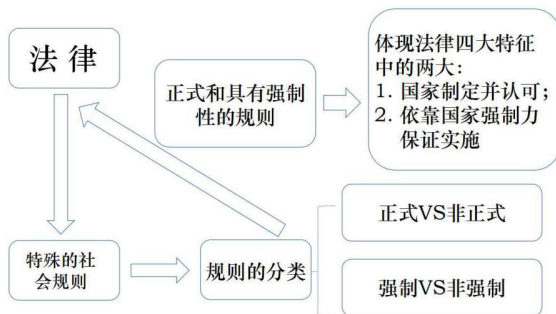 法 律
正式和具有强制
性的规则
体现法律四大特征
中的两大:
1. 国家制定并认可;
2. 依靠国家强制力
保证实施
特殊的社
会规则
规则的分类
正式VS非正式
强制VS非强制